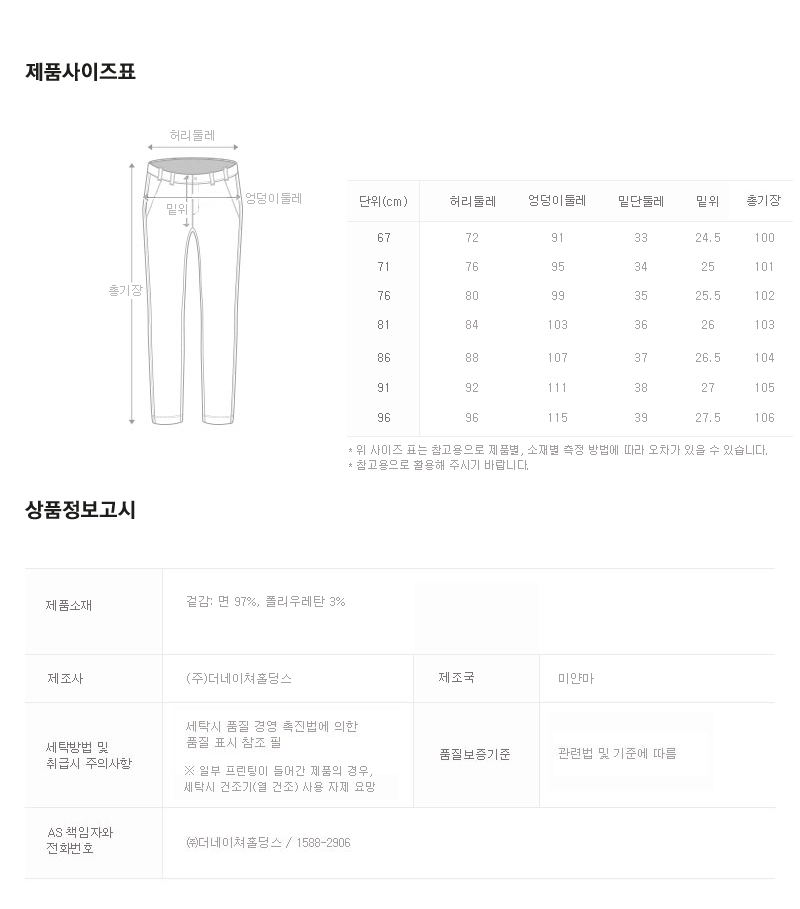 제품사이즈표
허리둘레
엉덩이둘레
밑위
총기장
단위(cm) 허리둘레 엉덩이둘레 밑단둘레 밑위 총기장
67 72 91 33 24.5 100
71 76 95 34 25 101
76 80 99 35 25.5 102
81 84 103 36 26 103
86 88 107 37 26.5 104
91 92 111 38 27 105
96 96 115 39 27.5 106
* 위 사이즈 표는 참고용으로 제품별, 소재별 측정 방법에 따라 오차가 있을 수 있습니다.
* 참고용으로 활용해 주시기 바랍니다.
상품정보고시
제품소재 겉감: 면 97%, 폴리우레탄 3%
제조사 (주)더네이쳐홀딩스 제조국 미얀마
세탁방법 및
취급시 주의사항
세탁시 품질 경영 촉진법에 의한
품질 표시 참조 필
※ 일부 프린팅이 들어간 제품의 경우,
세탁시 건조기(열 건조) 사용 자제 요망
품질보증기준 관련법 및 기준에 따름
AS 책임자와
전화번호
㈜더네이쳐홀딩스 / 1588-2906